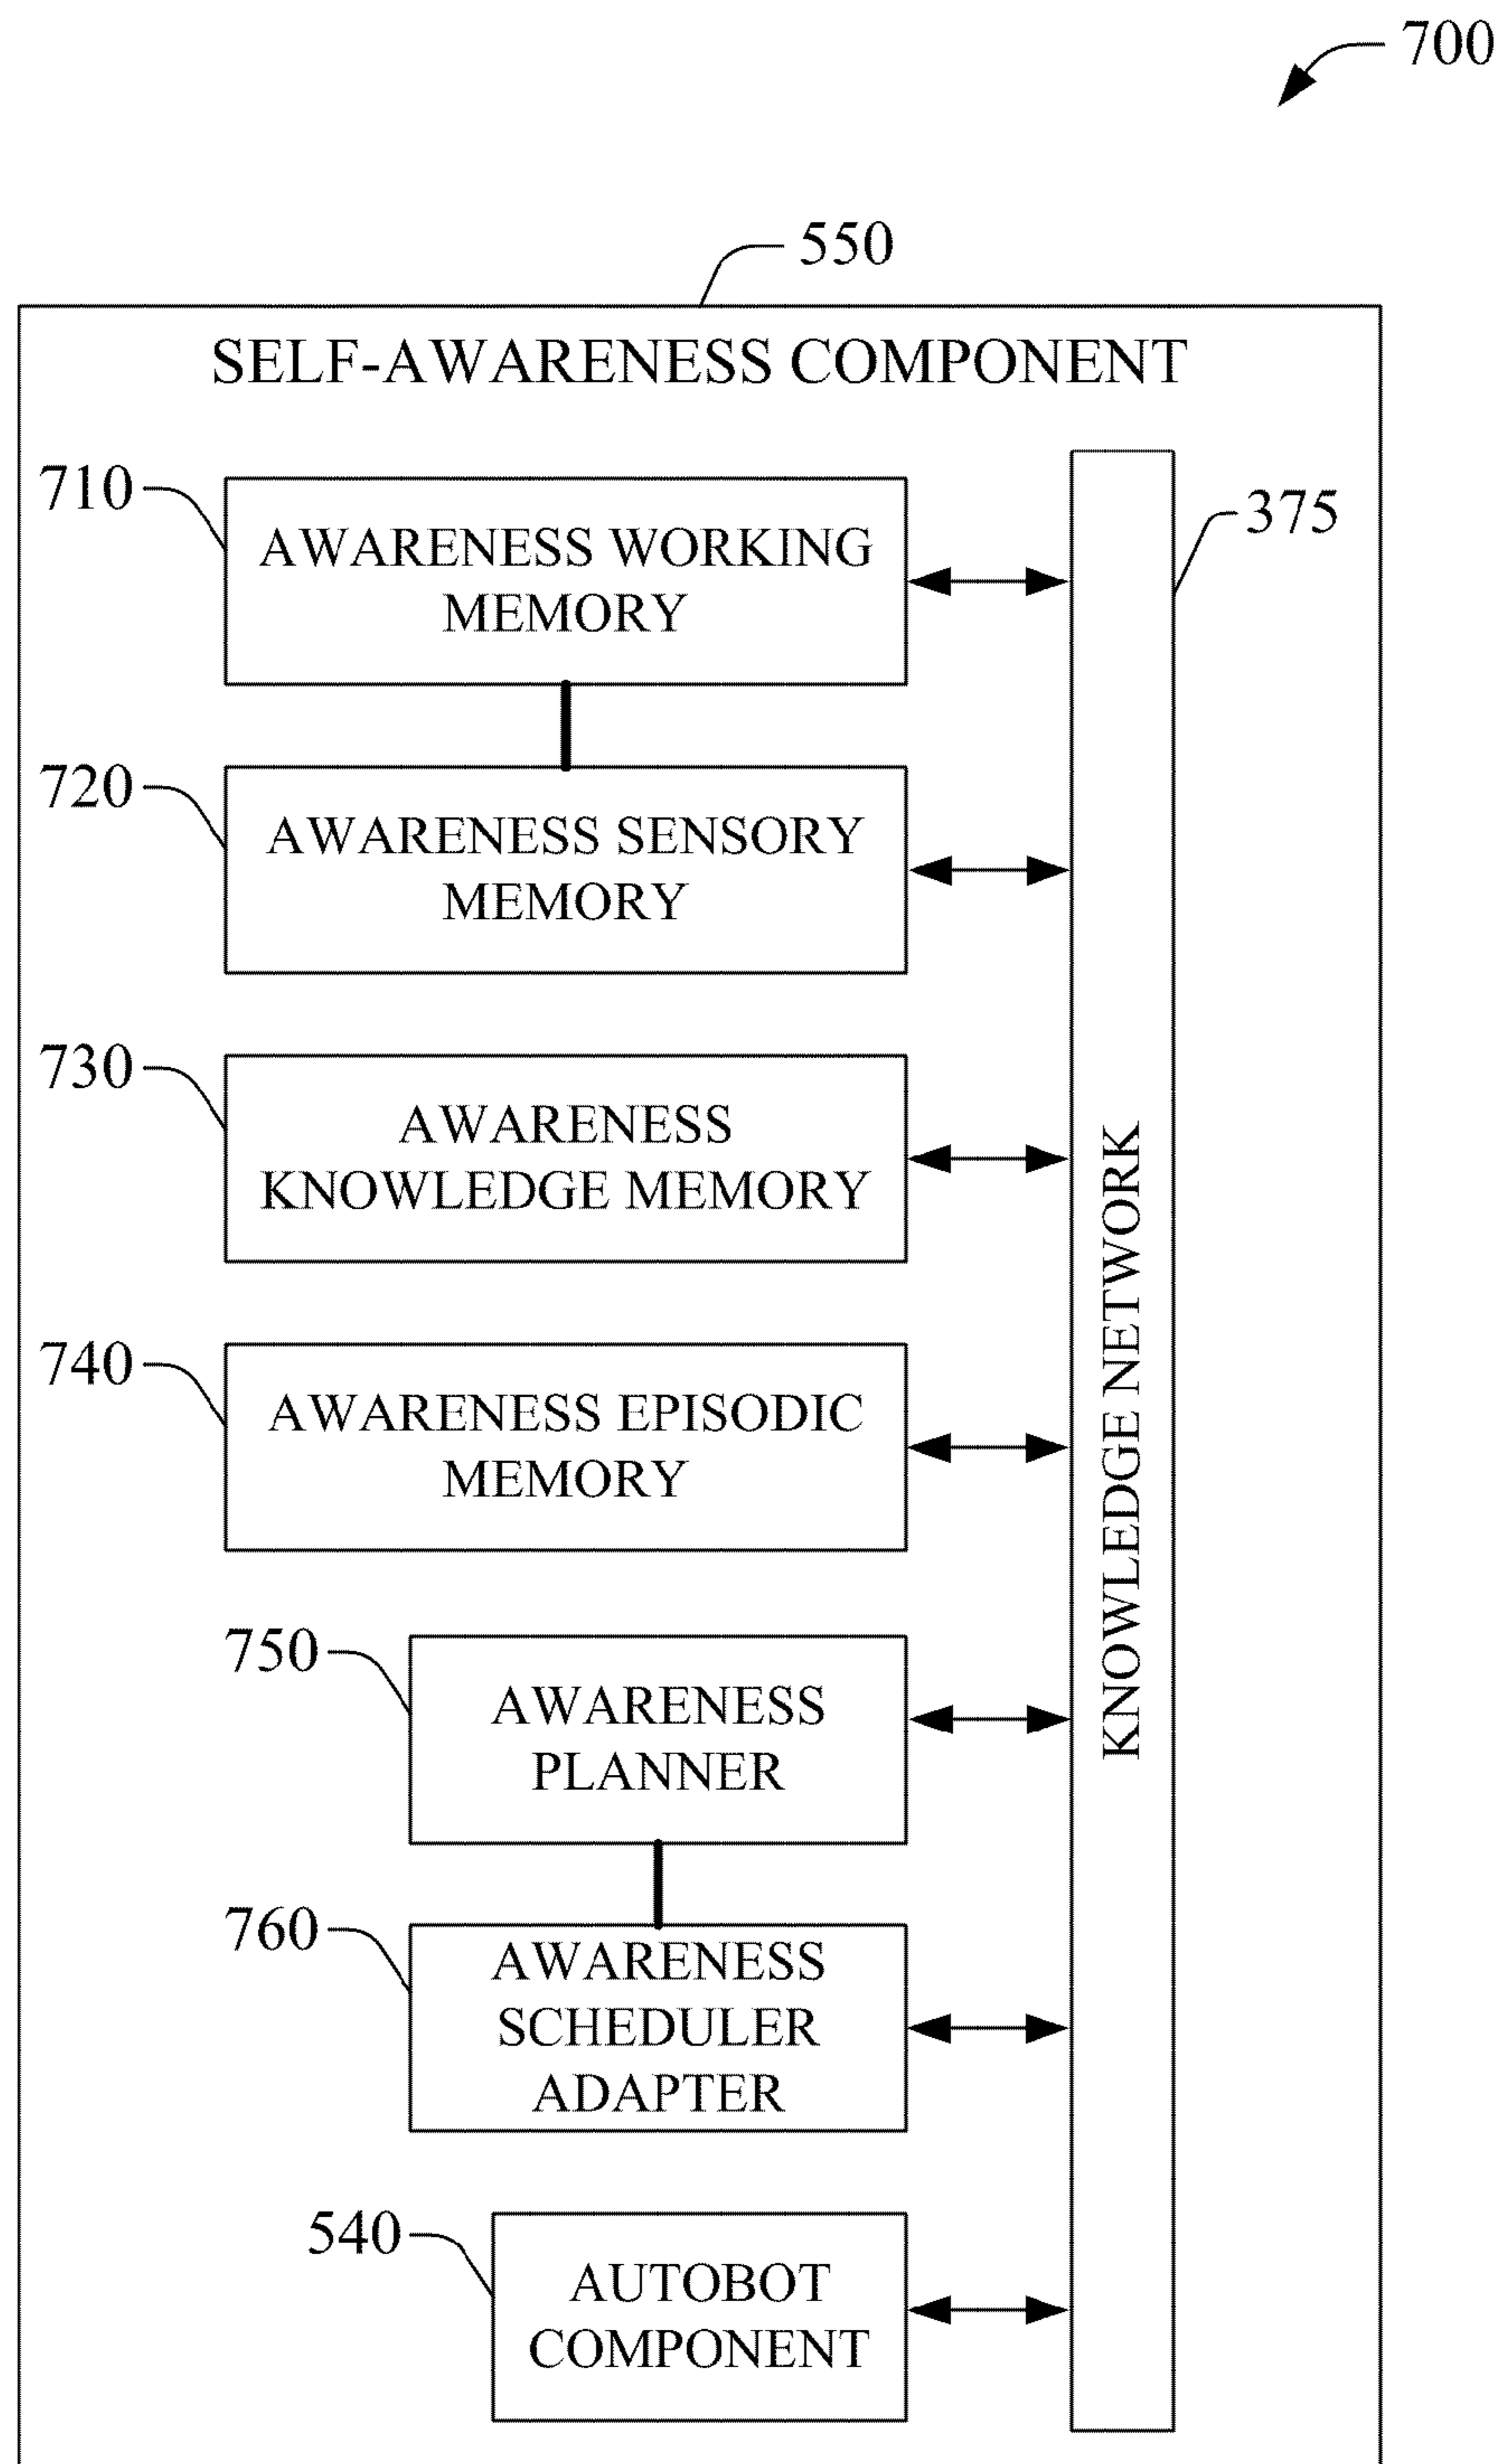 700
550
SELF-AWARENESS COMPONENT
710
AWARENESS WORKING
MEMORY
375
720
AWARENESS SENSORY
MEMORY
730
AWARENESS
KNOWLEDGE MEMORY
740
AWARENESS EPISODIC
MEMORY
KNOWLEDGE NETWORK
750
AWARENESS
PLANNER
760
AWARENESS
SCHEDULER
ADAPTER
540
AUTOBOT
COMPONENT